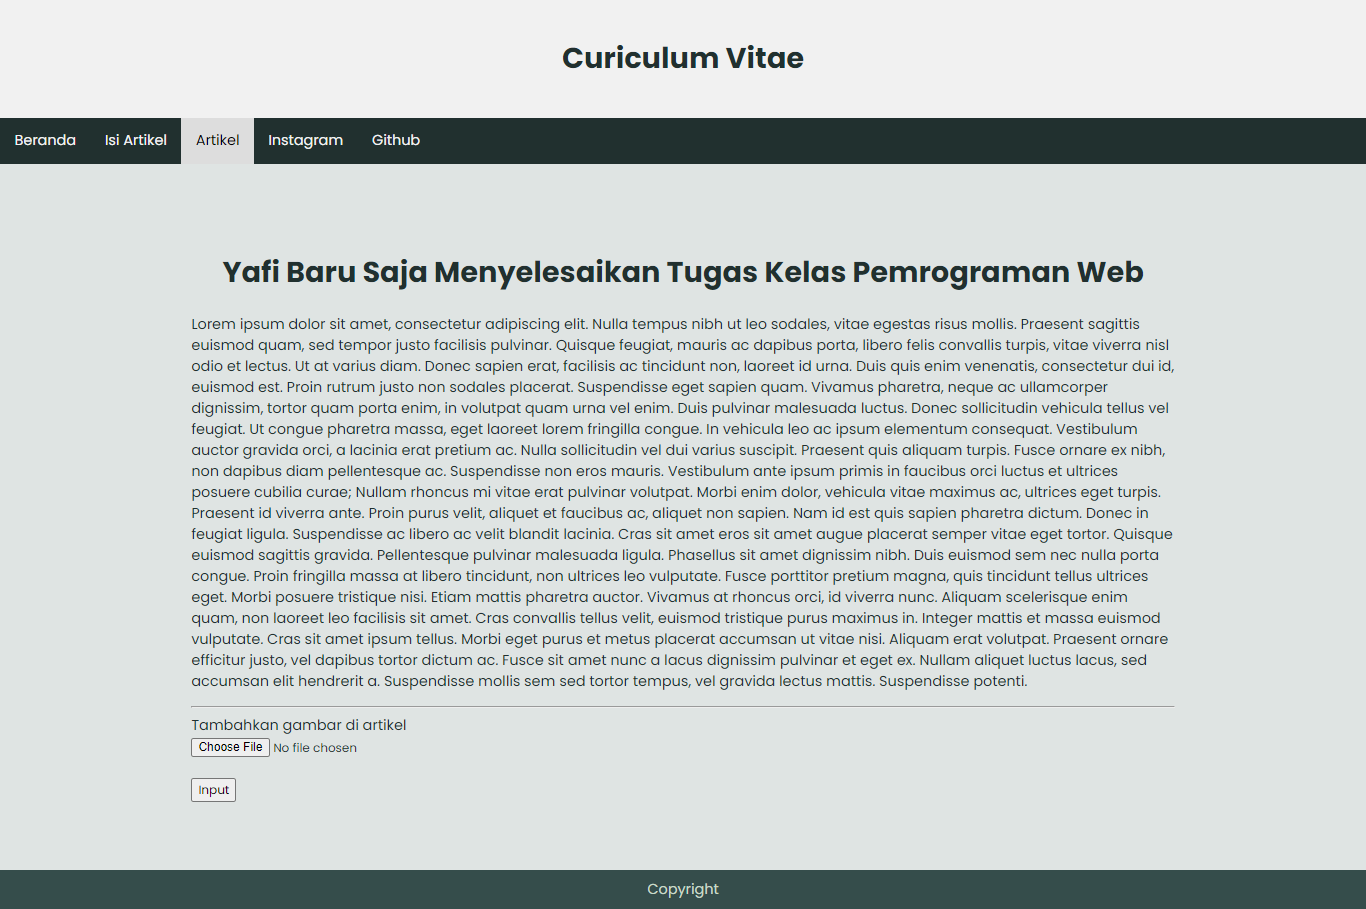 Curiculum Vitae
Beranda Isi Artikel Artikel Instagram Github
Yafi Baru Saja Menyelesaikan Tugas Kelas Pemrograman Web
Lorem ipsum dolor sit amet, consectetur adipiscing elit. Nulla tempus nibh ut leo sodales, vitae egestas risus mollis. Praesent sagittis
euismod quam, sed tempor justo facilisis pulvinar. Quisque feugiat, mauris ac dapibus porta, libero felis convallis turpis, vitae viverra nisl
odio et lectus. Ut at varius diam. Donec sapien erat, facilisis ac tincidunt non, laoreet id urna. Duis quis enim venenatis, consectetur dui id,
euismod est. Proin rutrum justo non sodales placerat. Suspendisse eget sapien quam. Vivamus pharetra, neque ac ullamcorper
dignissim, tortor quam porta enim, in volutpat quam urna vel enim. Duis pulvinar malesuada luctus. Donec sollicitudin vehicula tellus vel
feugiat. Ut congue pharetra massa, eget laoreet lorem fringilla congue. In vehicula leo ac ipsum elementum consequat. Vestibulum
auctor gravida orci, a lacinia erat pretium ac. Nulla sollicitudin vel dui varius suscipit. Praesent quis aliquam turpis. Fusce ornare ex nibh,
non dapibus diam pellentesque ac. Suspendisse non eros mauris. Vestibulum ante ipsum primis in faucibus orci luctus et ultrices
posuere cubilia curae; Nullam rhoncus mi vitae erat pulvinar volutpat. Morbi enim dolor, vehicula vitae maximus ac, ultrices eget turpis.
Praesent id viverra ante. Proin purus velit, aliquet et faucibus ac, aliquet non sapien. Nam id est quis sapien pharetra dictum. Donec in
feugiat ligula. Suspendisse ac libero ac velit blandit lacinia. Cras sit amet eros sit amet augue placerat semper vitae eget tortor. Quisque
euismod sagittis gravida. Pellentesque pulvinar malesuada ligula. Phasellus sit amet dignissim nibh. Duis euismod sem nec nulla porta
congue. Proin fringilla massa at libero tincidunt, non ultrices leo vulputate. Fusce porttitor pretium magna, quis tincidunt tellus ultrices
eget. Morbi posuere tristique nisi. Etiam mattis pharetra auctor. Vivamus at rhoncus orci, id viverra nunc. Aliquam scelerisque enim
quam, non laoreet leo facilisis sit amet. Cras convallis tellus velit, euismod tristique purus maximus in. Integer mattis et massa euismod
vulputate. Cras sit amet ipsum tellus. Morbi eget purus et metus placerat accumsan ut vitae nisi. Aliquam erat volutpat. Praesent ornare
efficitur justo, vel dapibus tortor dictum ac. Fusce sit amet nunc a lacus dignissim pulvinar et eget ex. Nullam aliquet luctus lacus, sed
accumsan elit hendrerit a. Suspendisse mollis sem sed tortor tempus, vel gravida lectus mattis. Suspendisse potenti.
Tambahkan gambar di artikel
Choose File No file chosen
Input
Copyright